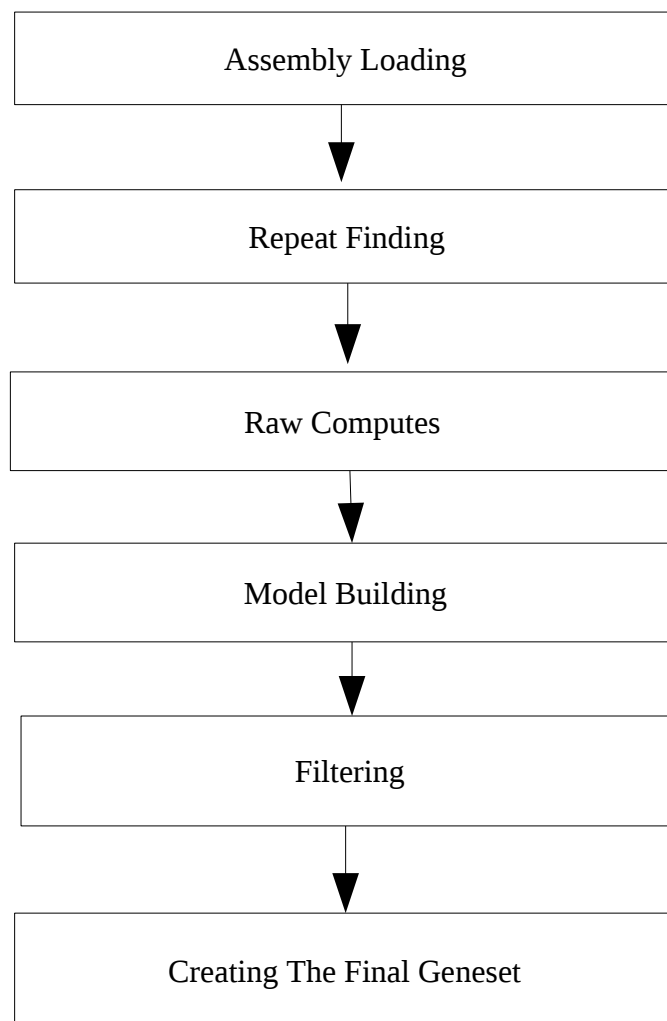 Assembly Loading
Repeat Finding
Raw Computes
Model Building
Filtering
Creating The Final Geneset